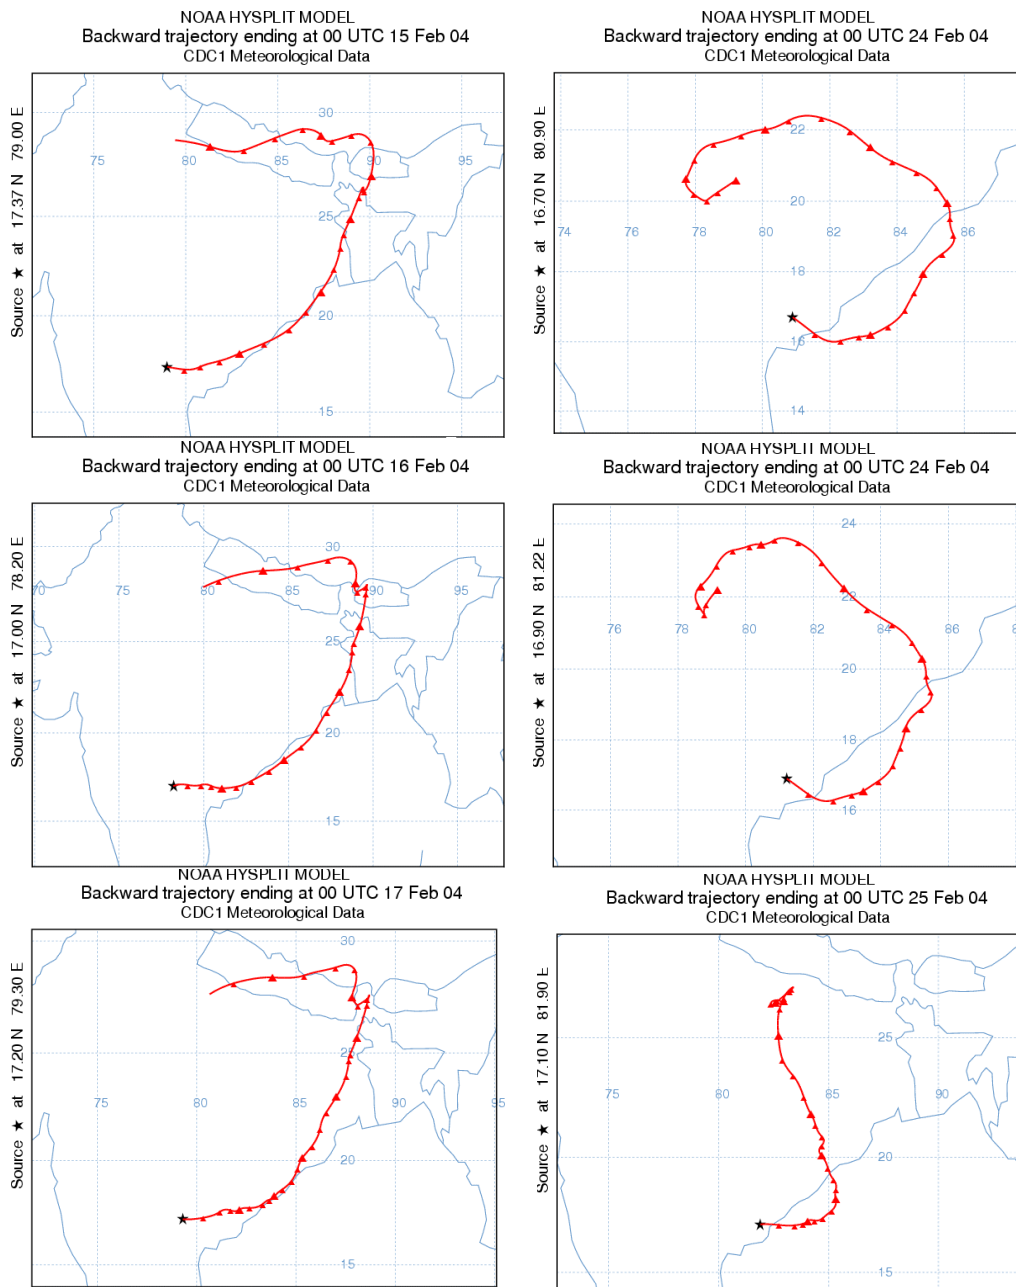 NOAA HYSPLIT MODEL
Backward trajectory ending at 00 UTC 15 Feb 04
CDC1 Meteorological Data
Source ★ at 17.37 N 79.00 E
30
75
80
85
90
95
25
20
15
NOAA HYSPLIT MODEL
Backward trajectory ending at 00 UTC 24 Feb 04
CDC1 Meteorological Data
Source ★ at 16.70 N 80.90 E
22
20
74
76
78
80
82
84
86
18
16
14
NOAA HYSPLIT MODEL
Backward trajectory ending at 00 UTC 16 Feb 04
CDC1 Meteorological Data
Source ★ at 17.00 N 78.20 E
30
70
75
80
85
90
95
25
20
15
NOAA HYSPLIT MODEL
Backward trajectory ending at 00 UTC 24 Feb 04
CDC1 Meteorological Data
Source ★ at 16.90 N 81.22 E
24
22
76
78
80
82
84
86
20
18
16
NOAA HYSPLIT MODEL
Backward trajectory ending at 00 UTC 17 Feb 04
CDC1 Meteorological Data
Source ★ at 17.20 N 79.30 E
30
25
75
80
85
90
95
20
15
NOAA HYSPLIT MODEL
Backward trajectory ending at 00 UTC 25 Feb 04
CDC1 Meteorological Data
Source ★ at 17.10 N 81.90 E
25
75
80
85
90
20
15